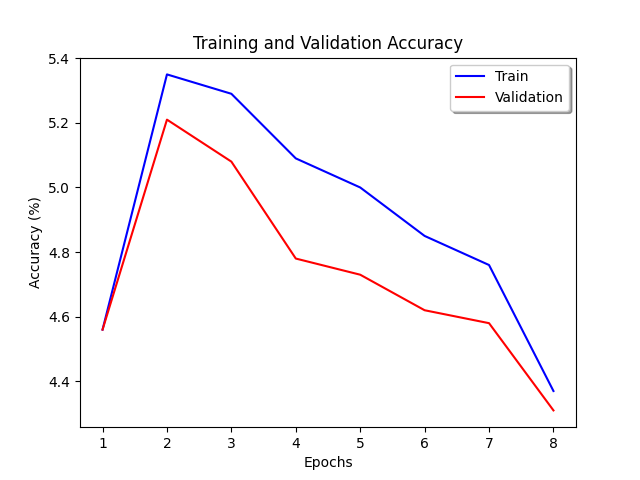 Training and Validation Accuracy
Train
Validation
5.4
5.2
5.0
4.8
4.6
4.4
Accuracy (%)
1 2 3 4 5 6 7 8
Epochs